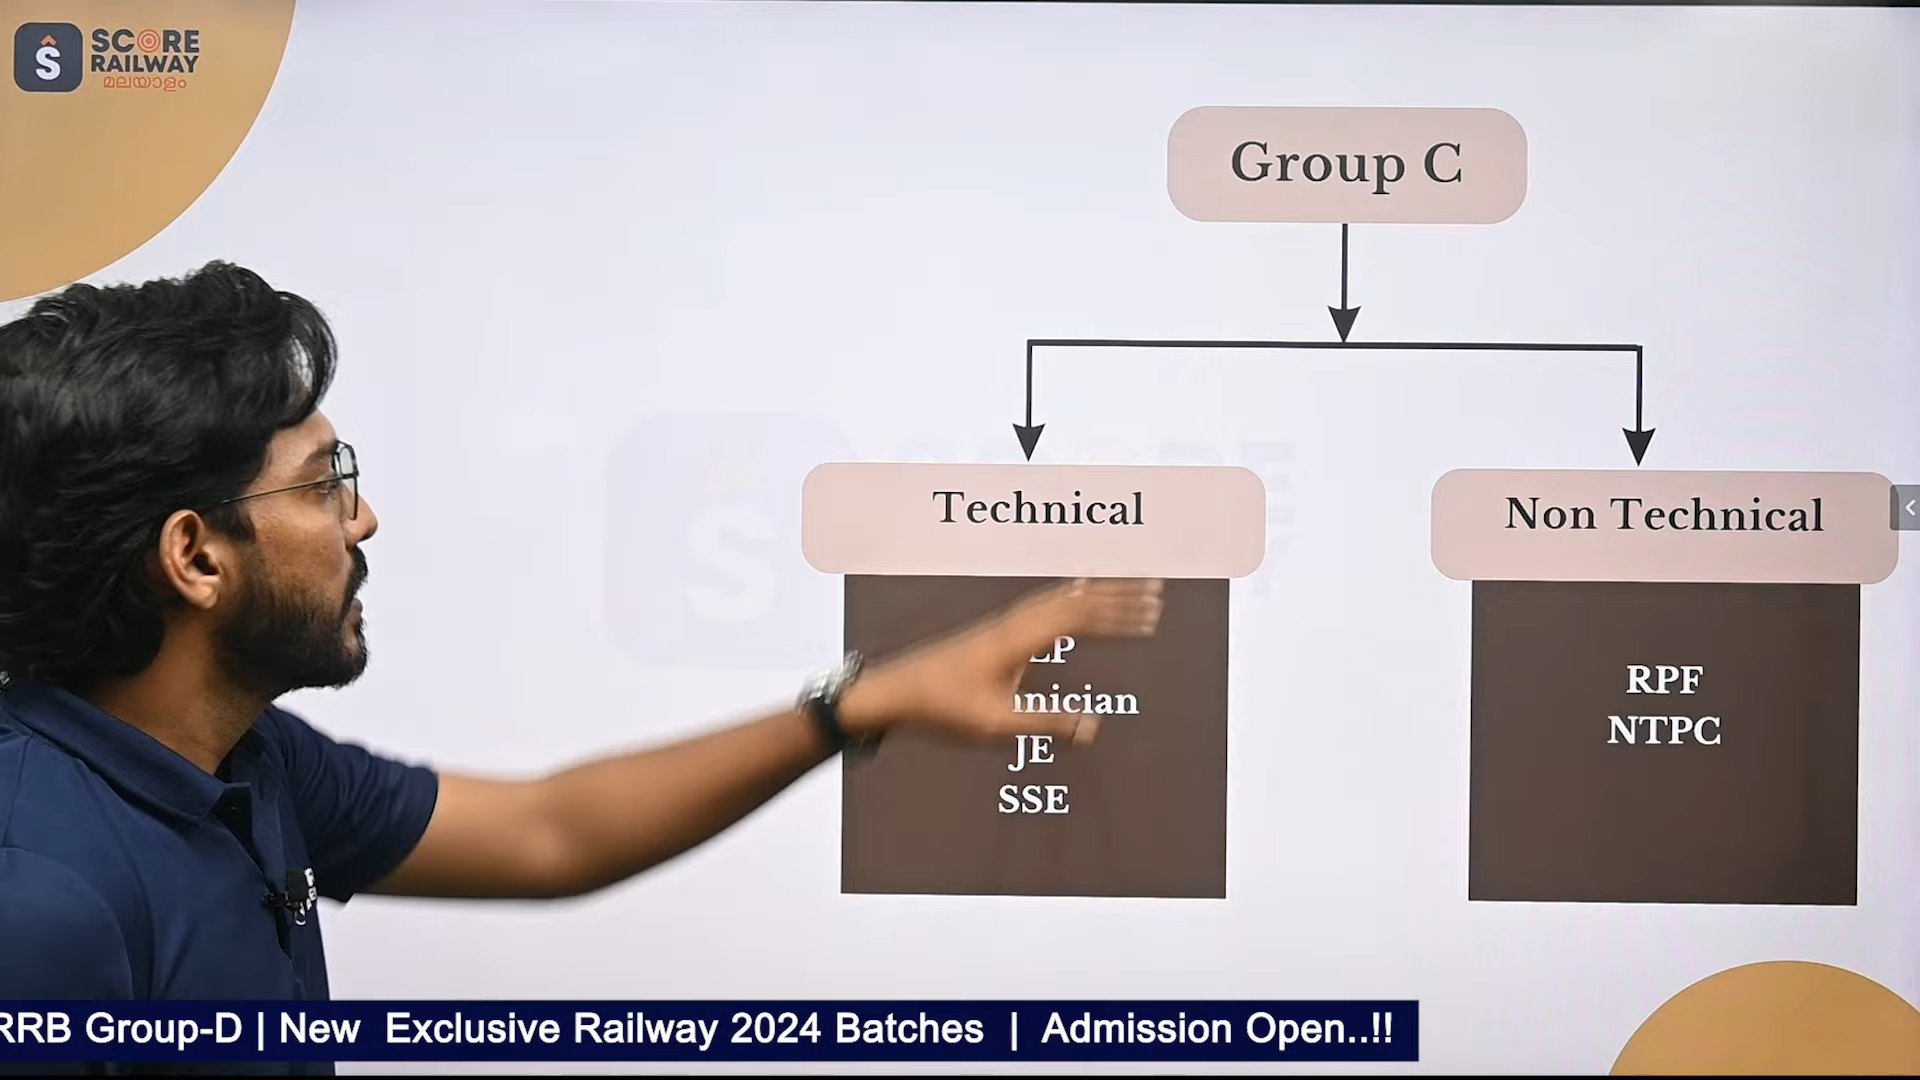 SCORE
RAILWAY
മലയാളം
Group C
Technical
Non Technical
JE
SSE
RPF
NTPC
RRB Group-D | New Exclusive Railway 2024 Batches | Admission Open..!!